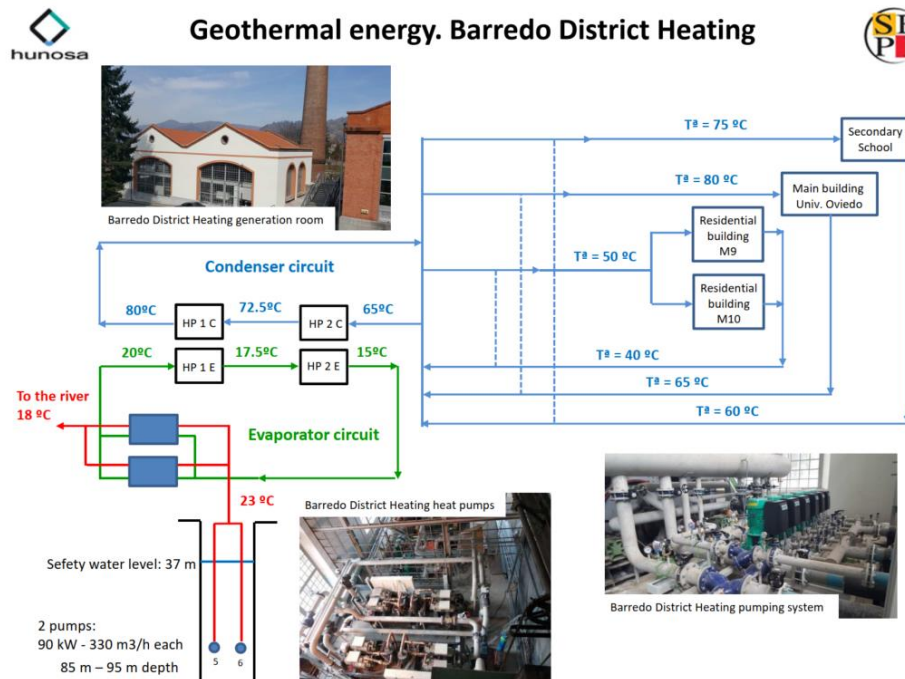 hunosa
Geothermal energy. Barredo District Heating
SE
P
Barredo District Heating generation room
Tª = 75 ºC
Secondary
School
Tª = 80 ºC
Main building
Univ. Oviedo
Residential
building
M9
Tª = 50 ºC
Residential
building
M10
Condenser circuit
80ºC
HP 1 C
72.5ºC
HP 2 C
65ºC
20ºC
HP 1 E
17.5ºC
HP 2 E
15ºC
Tª = 40 ºC
Tª = 65 ºC
Tª = 60 ºC
To the river
18 ºC
Evaporator circuit
23 ºC
Barredo District Heating heat pumps
Sefety water level: 37 m
2 pumps:
90 kW - 330 m3/h each
85 m – 95 m depth
5
6
Barredo District Heating pumping system